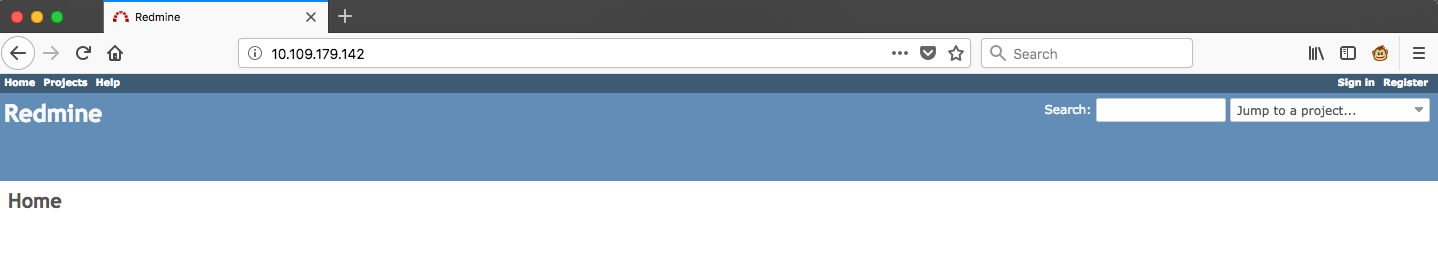 Redmine
10.109.179.142
Search
Home Projects Help Sign in Register
Redmine Search: Jump to a project...
Home